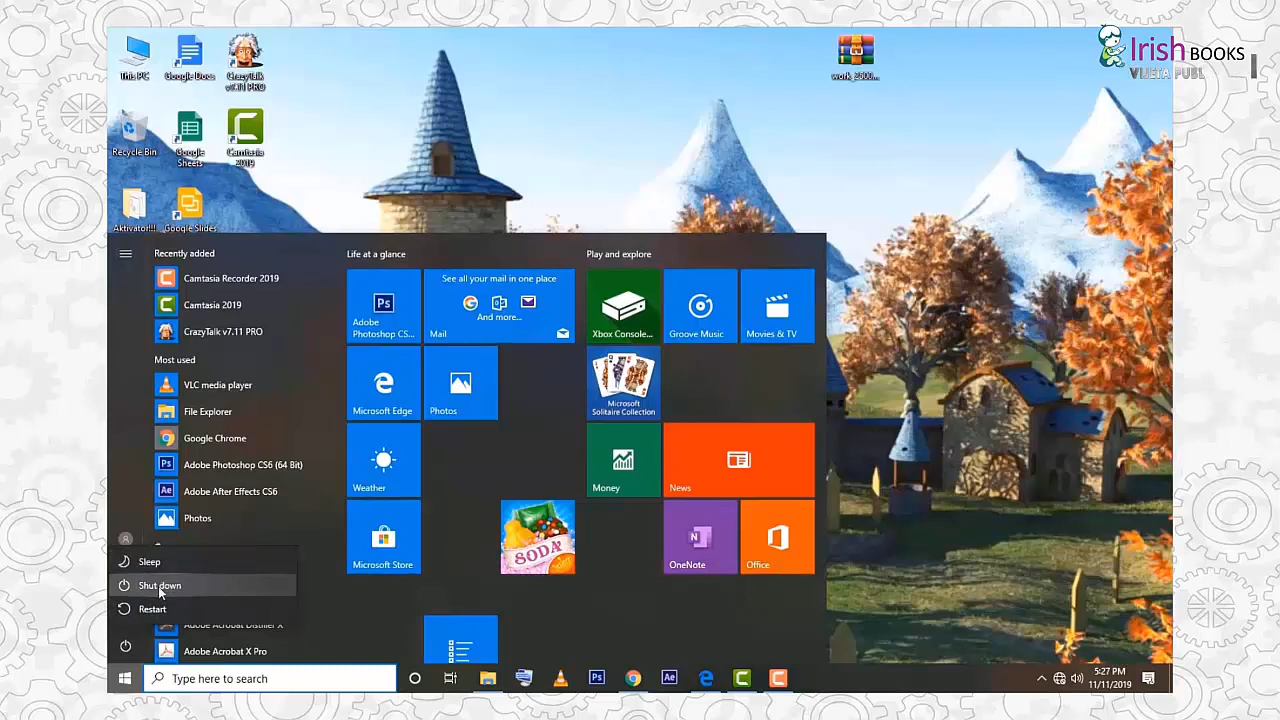 Irish BOOKS
VIJETA PUBL
This PC
Google Docs
CrazyTalk
v7.11 PRO
work_2300...
Recycle Bin
Google
Sheets
Camtasia
2019
Aktivator!!!
Google Slides
Recently added
Camtasia Recorder 2019
Camtasia 2019
CrazyTalk v7.11 PRO
Most used
VLC media player
File Explorer
Google Chrome
Adobe Photoshop CS6 (64 Bit)
Adobe After Effects CS6
Photos
Sleep
Shut down
Restart
Adobe Acrobat Distiller X
Adobe Acrobat X Pro
Life at a glance
Adobe
Photoshop CS...
See all your mail in one place
And more...
Mail
Microsoft Edge
Photos
Weather
Microsoft Store
SODA
Play and explore
Xbox Console...
Groove Music
Movies & TV
Microsoft
Solitaire Collection
Money
News
OneNote
Office
Type here to search
5:27 PM
11/11/2019